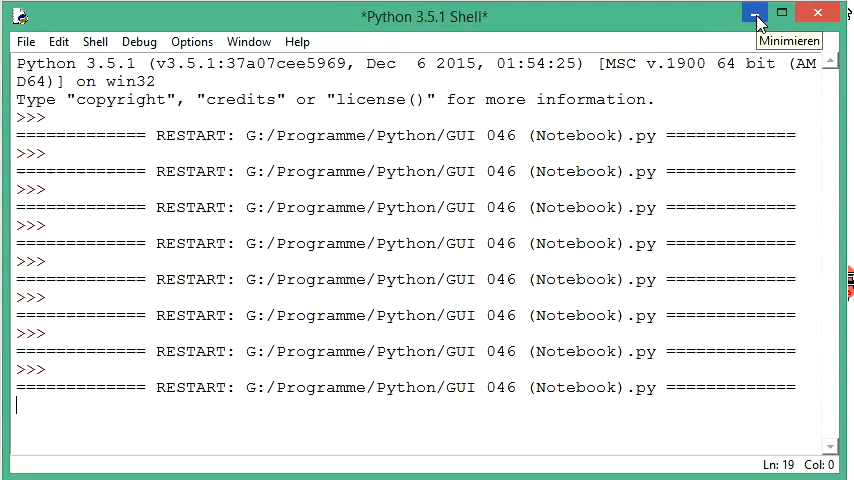 *Python 3.5.1 Shell*
Minimieren
File Edit Shell Debug Options Window Help
Python 3.5.1 (v3.5.1:37a07cee5969, Dec  6 2015, 01:54:25) [MSC v.1900 64 bit (AM
D64)] on win32
Type "copyright", "credits" or "license()" for more information.
>>>
============= RESTART: G:/Programme/Python/GUI 046 (Notebook).py =============
>>>
============= RESTART: G:/Programme/Python/GUI 046 (Notebook).py =============
>>>
============= RESTART: G:/Programme/Python/GUI 046 (Notebook).py =============
>>>
============= RESTART: G:/Programme/Python/GUI 046 (Notebook).py =============
>>>
============= RESTART: G:/Programme/Python/GUI 046 (Notebook).py =============
>>>
============= RESTART: G:/Programme/Python/GUI 046 (Notebook).py =============
>>>
============= RESTART: G:/Programme/Python/GUI 046 (Notebook).py =============
>>>
============= RESTART: G:/Programme/Python/GUI 046 (Notebook).py =============
Ln: 19 Col: 0